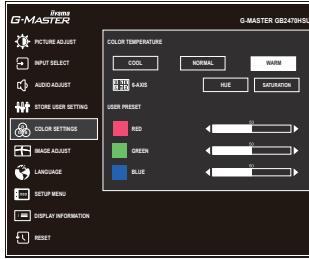 iiyama
G-MASTER
G-MASTER GB2470HSU
PICTURE ADJUST
INPUT SELECT
AUDIO ADJUST
STORE USER SETTING
COLOR SETTINGS
IMAGE ADJUST
LANGUAGE
SETUP MENU
DISPLAY INFORMATION
RESET
COLOR TEMPERATURE
COOL NORMAL WARM
6-AXIS HUE SATURATION
USER PRESET
50
RED
50
GREEN
50
BLUE